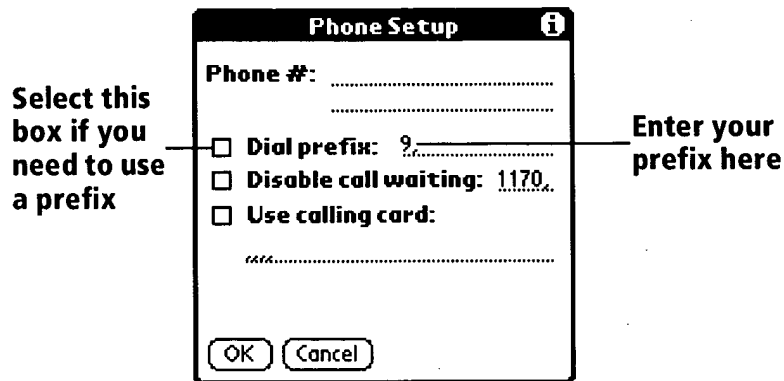 Phone Setup
Phone #:
Select this
box if you
need to use
a prefix
Dial prefix: 9,
Enter your
prefix here
Disable call waiting: 1170,
Use calling card:
,,,,
OK Cancel